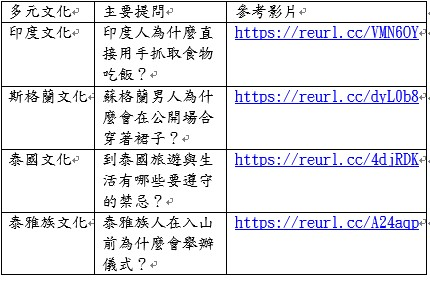 多元文化 主要提問 參考影片
印度文化 印度人為什麼直 https://reurl.cc/VMN6OY
接用手抓取食物
吃飯？
斯格蘭文化 蘇格蘭男人為什 https://reurl.cc/dyL0b8
麼會在公開場合
穿著裙子？
泰國文化 到泰國旅遊與生 https://reurl.cc/4djRDK
活有哪些要遵守
的禁忌？
泰雅族文化 泰雅族人在入山 https://reurl.cc/A24aqp
前為什麼會舉辦
儀式？